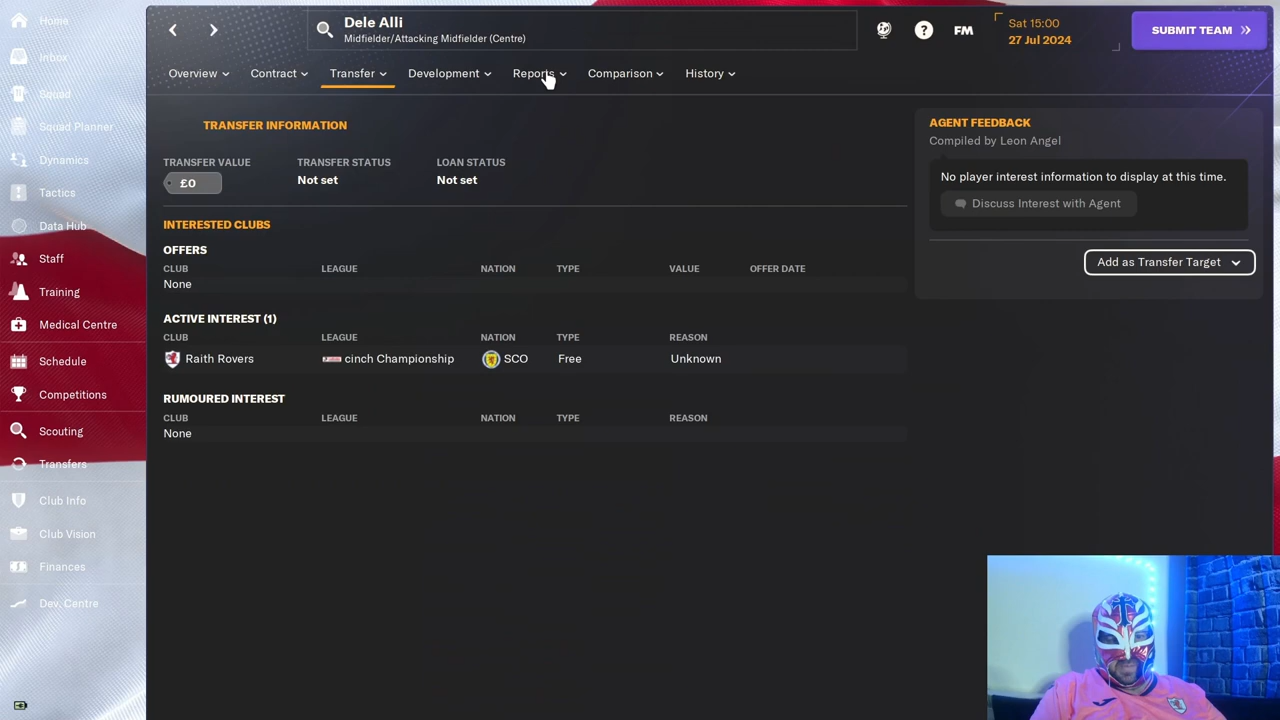 Home
Inbox
Squad
Squad Planner
Dynamics
Tactics
Data Hub
Staff
Training
Medical Centre
Schedule
Competitions
Scouting
Transfers
Club Info
Club Vision
Finances
Dev. Centre
Dele Alli
Midfielder/Attacking Midfielder (Centre)
? FM
Sat 15:00
27 Jul 2024
SUBMIT TEAM
Overview Contract Transfer Development Reports Comparison History
TRANSFER INFORMATION
TRANSFER VALUE TRANSFER STATUS LOAN STATUS
£0 Not set Not set
INTERESTED CLUBS
OFFERS
CLUB LEAGUE NATION TYPE VALUE OFFER DATE
None
ACTIVE INTEREST (1)
CLUB LEAGUE NATION TYPE REASON
Raith Rovers cinch Championship SCO Free Unknown
RUMOURED INTEREST
CLUB LEAGUE NATION TYPE REASON
None
AGENT FEEDBACK
Compiled by Leon Angel
No player interest information to display at this time.
Discuss Interest with Agent
Add as Transfer Target